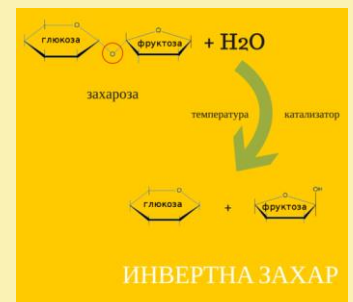 глюкоза
o
o
o
фруктоза
+ H2O
захароза
температура
катализатор
o
глюкоза
+
o
OH
фруктоза
ИНВЕРТНА ЗАХАР